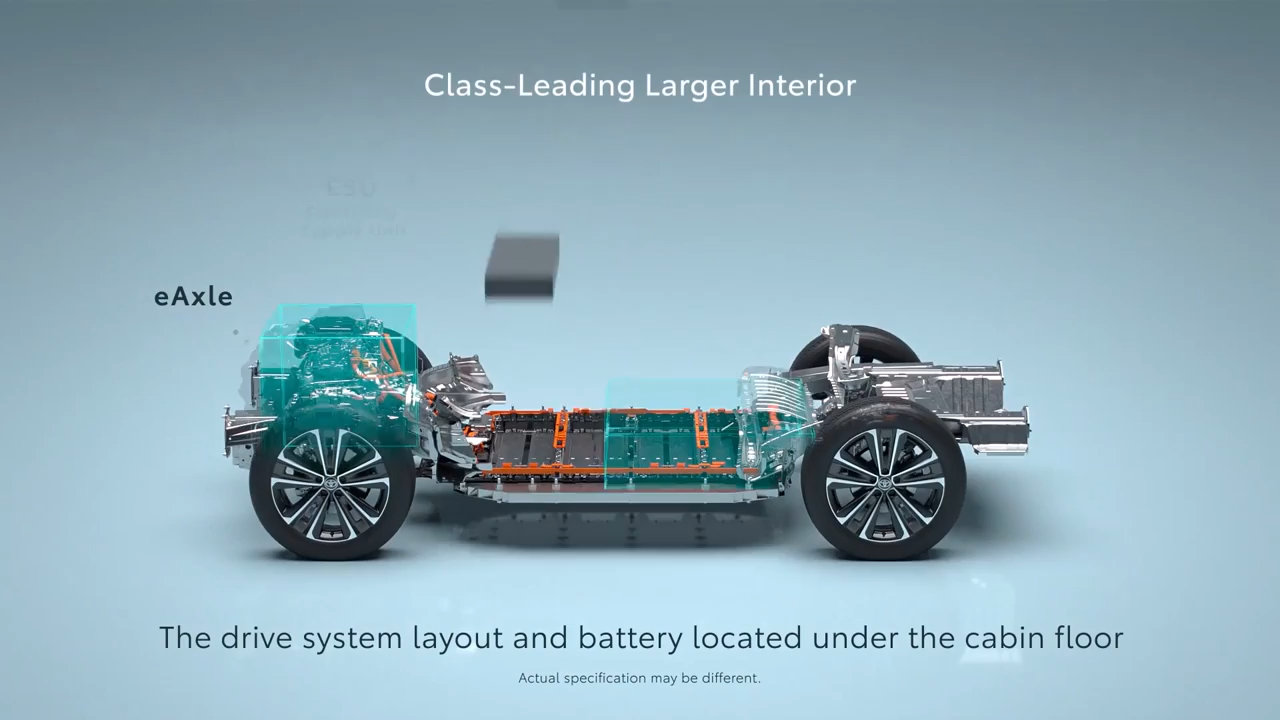 Class-Leading Larger Interior
eAxle
The drive system layout and battery located under the cabin floor
Actual specification may be different.